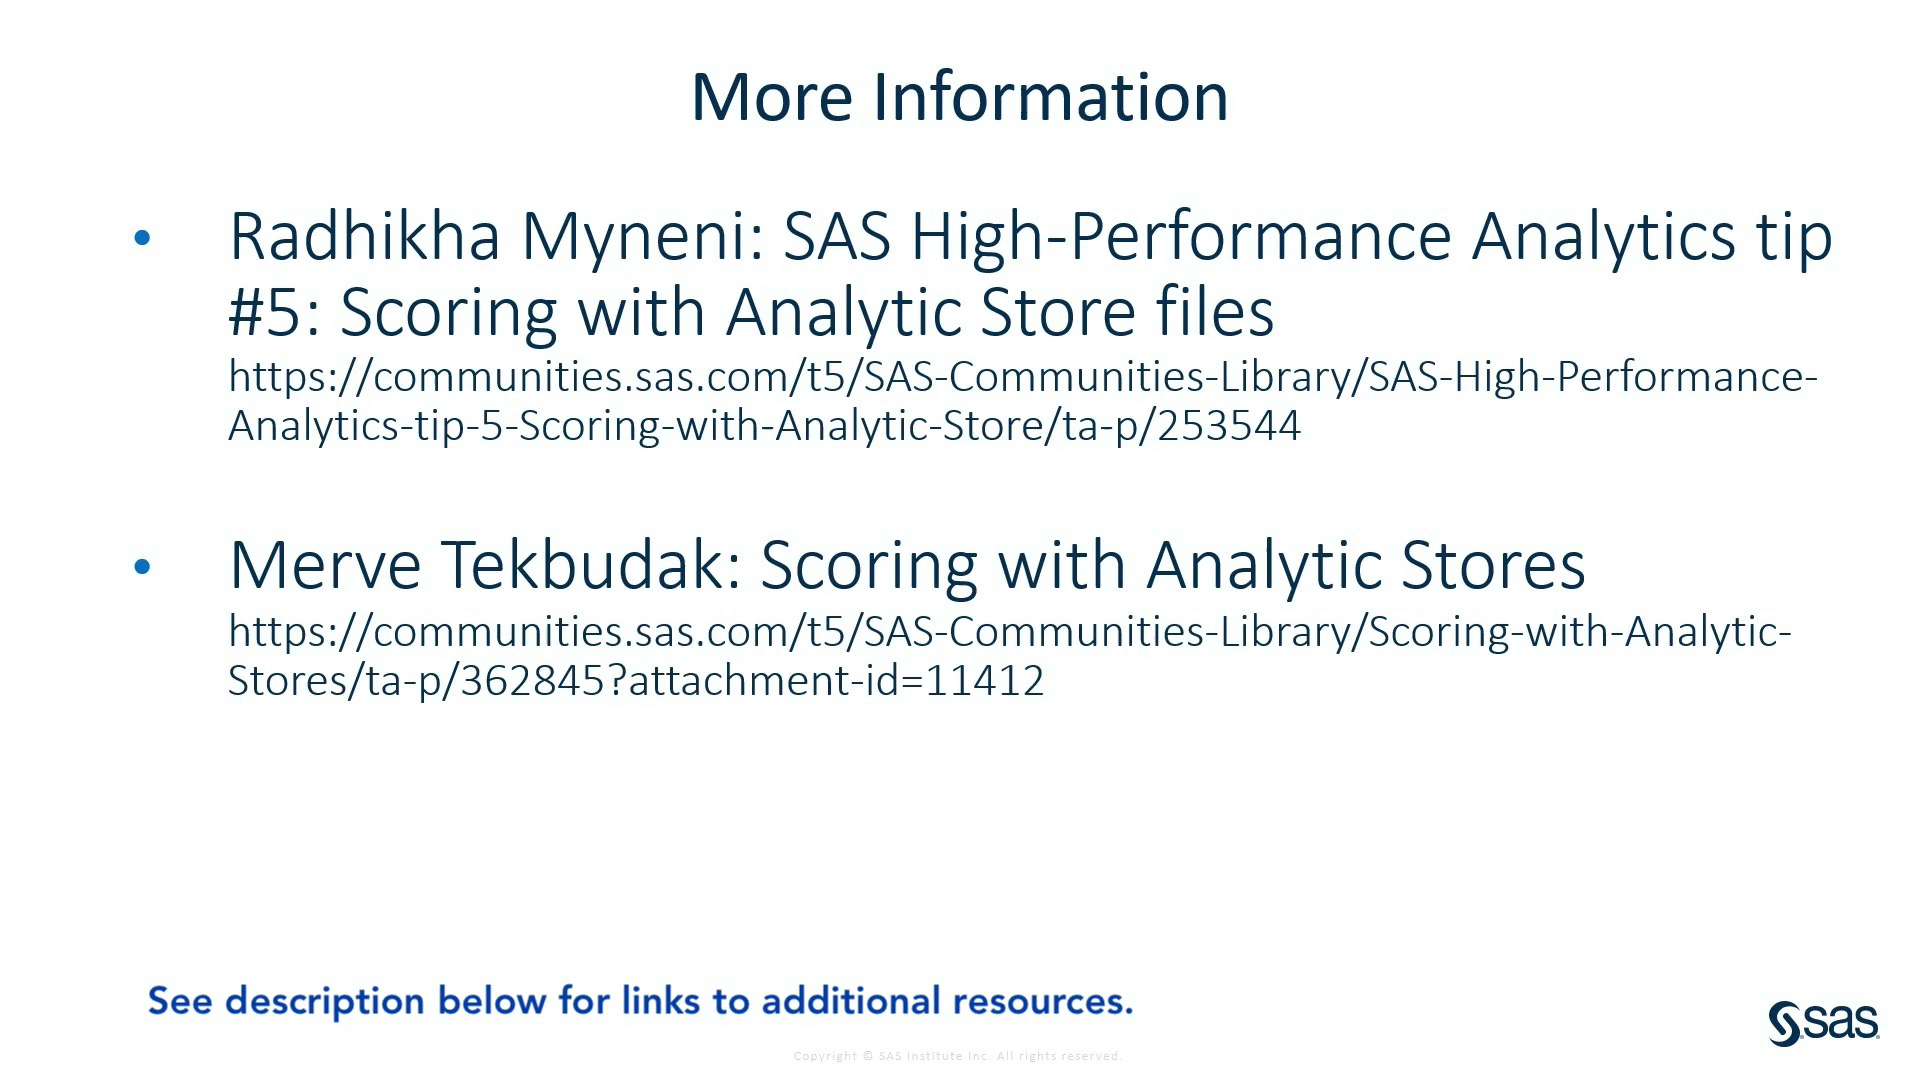 More Information
• Radhikha Myneni: SAS High-Performance Analytics tip
#5: Scoring with Analytic Store files
https://communities.sas.com/t5/SAS-Communities-Library/SAS-High-Performance-
Analytics-tip-5-Scoring-with-Analytic-Store/ta-p/253544
• Merve Tekbudak: Scoring with Analytic Stores
https://communities.sas.com/t5/SAS-Communities-Library/Scoring-with-Analytic-
Stores/ta-p/362845?attachment-id=11412
See description below for links to additional resources.
sas
Copyright © SAS Institute Inc. All rights reserved.